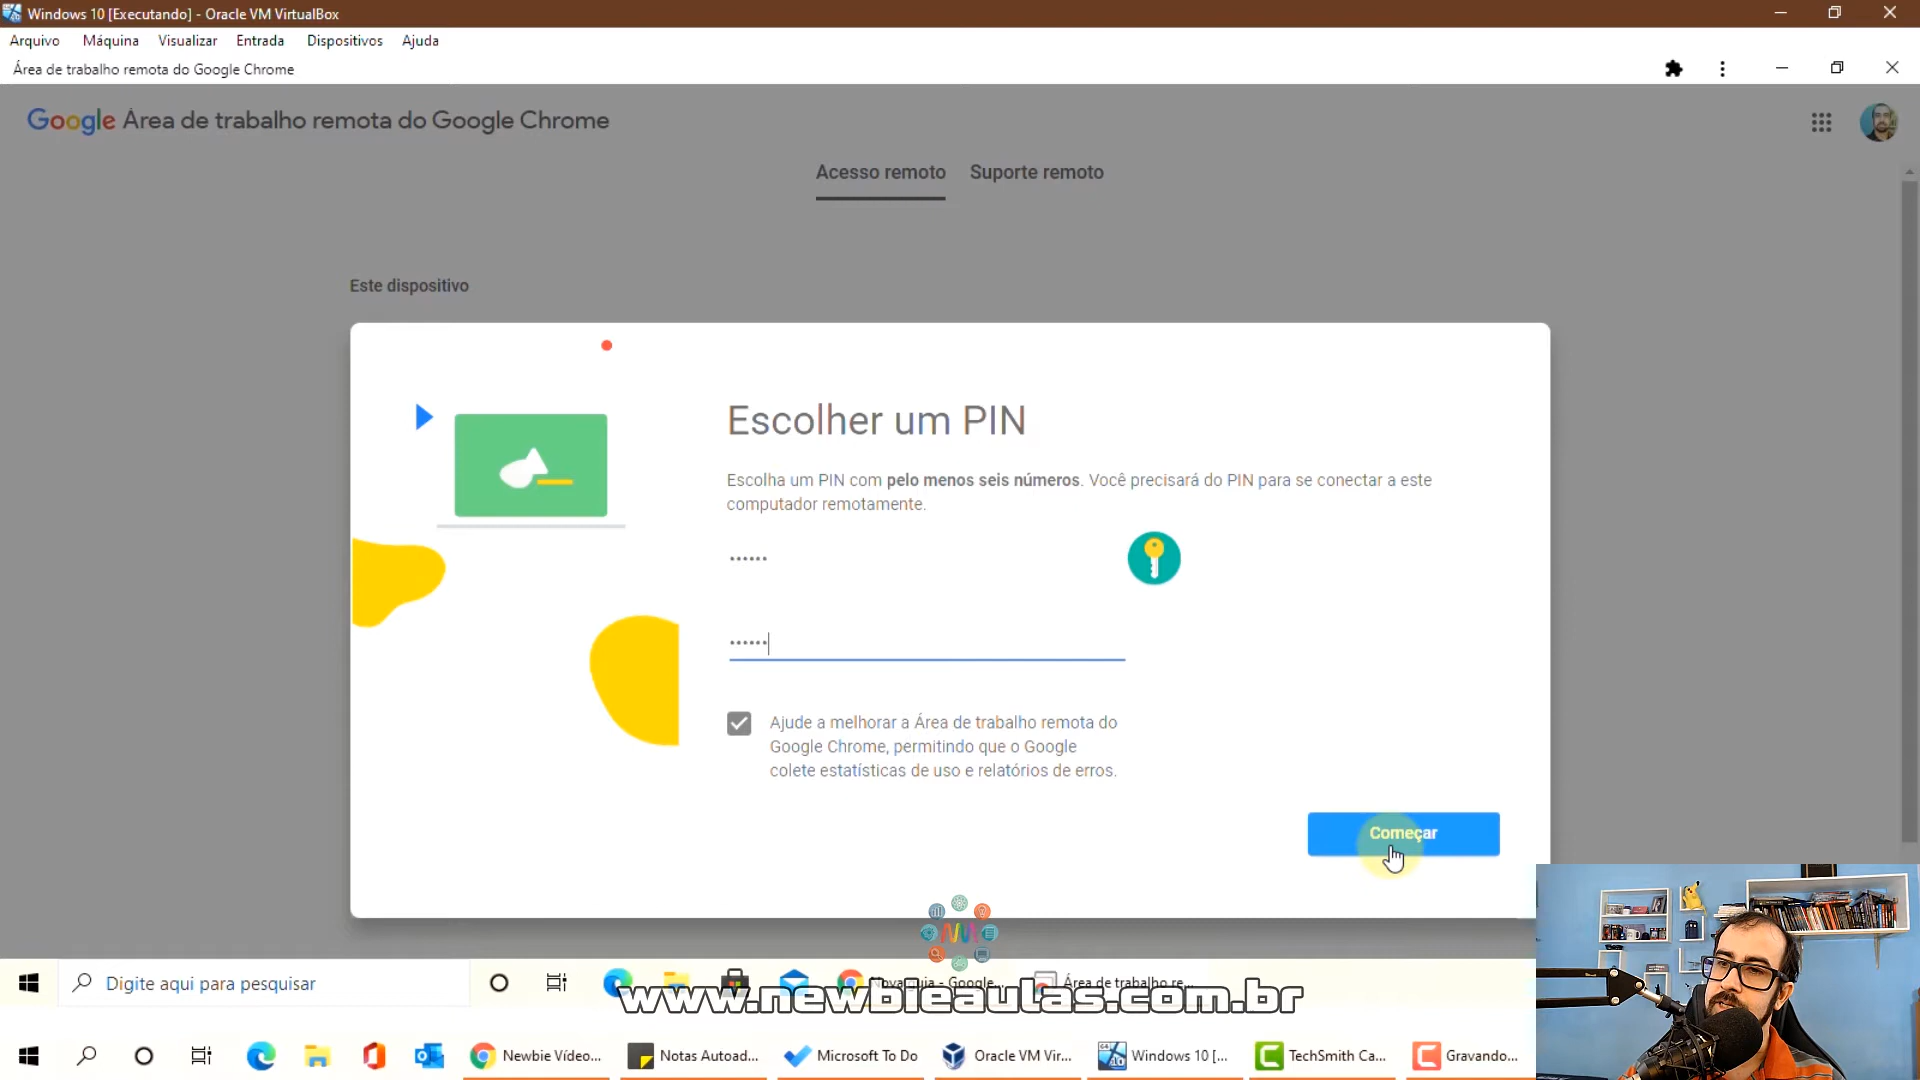 Windows 10 [Executando] - Oracle VM VirtualBox
Arquivo Máquina Visualizar Entrada Dispositivos Ajuda
Área de trabalho remota do Google Chrome
Google Área de trabalho remota do Google Chrome
Acesso remoto Suporte remoto
Este dispositivo
Escolher um PIN
Escolha um PIN com pelo menos seis números. Você precisará do PIN para se conectar a este
computador remotamente.
••••••
••••••
Ajude a melhorar a Área de trabalho remota do
Google Chrome, permitindo que o Google
colete estatísticas de uso e relatórios de erros.
Começar
Digite aqui para pesquisar
Nova guia - Google... Área de trabalho re...
www.newbieaulas.com.br
Newbie Vídeo... Notas Autoad... Microsoft To Do Oracle VM Vir... Windows 10 [... TechSmith Ca... Gravando...